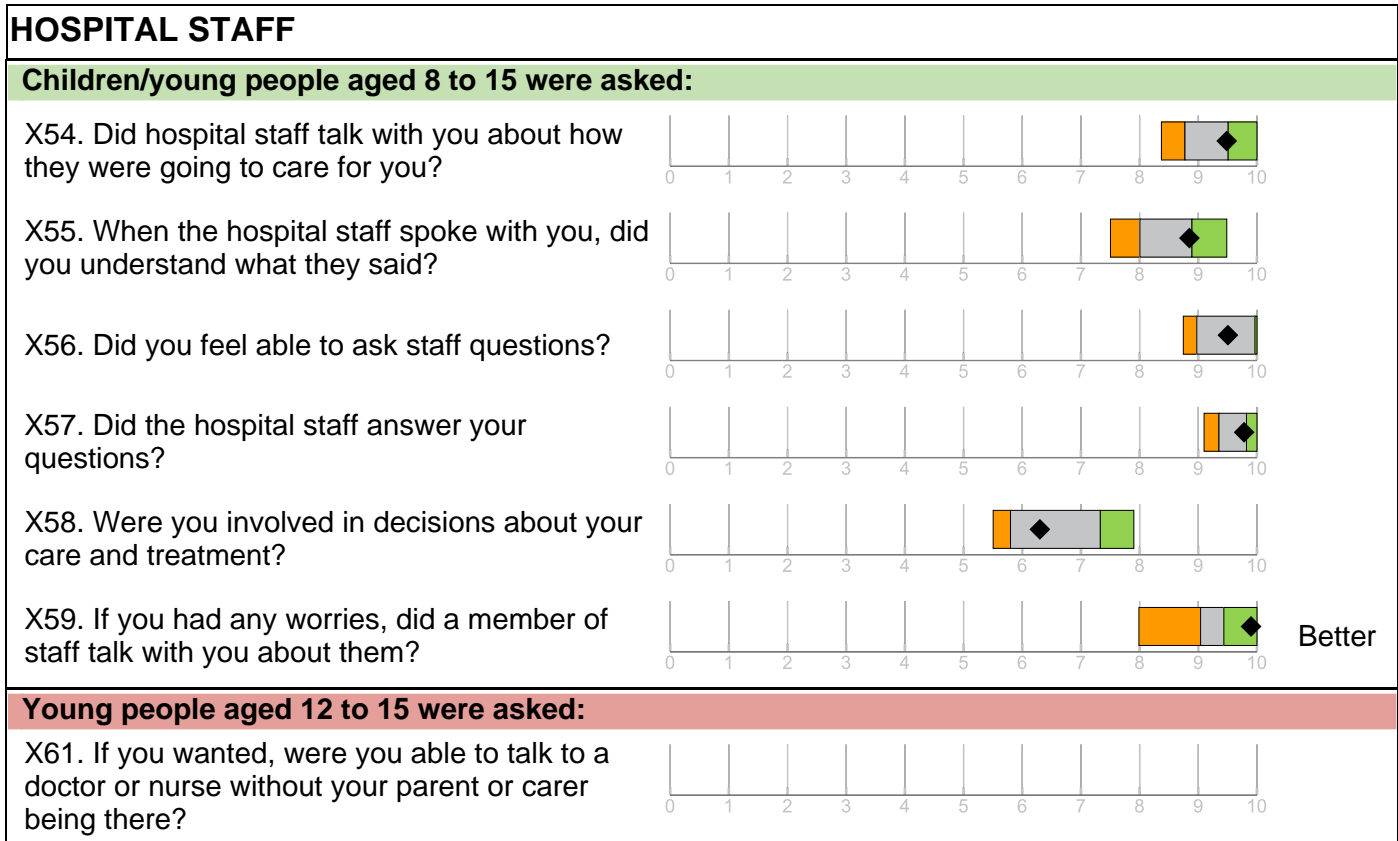 HOSPITAL STAFF
Children/young people aged 8 to 15 were asked:
X54. Did hospital staff talk with you about how
they were going to care for you?
0 1 2 3 4 5 6 7 8 9 10
X55. When the hospital staff spoke with you, did
you understand what they said?
0 1 2 3 4 5 6 7 8 9 10
X56. Did you feel able to ask staff questions?
0 1 2 3 4 5 6 7 8 9 10
X57. Did the hospital staff answer your
questions?
0 1 2 3 4 5 6 7 8 9 10
X58. Were you involved in decisions about your
care and treatment?
0 1 2 3 4 5 6 7 8 9 10
X59. If you had any worries, did a member of
staff talk with you about them?
0 1 2 3 4 5 6 7 8 9 10
Better
Young people aged 12 to 15 were asked:
X61. If you wanted, were you able to talk to a
doctor or nurse without your parent or carer
being there?
0 1 2 3 4 5 6 7 8 9 10